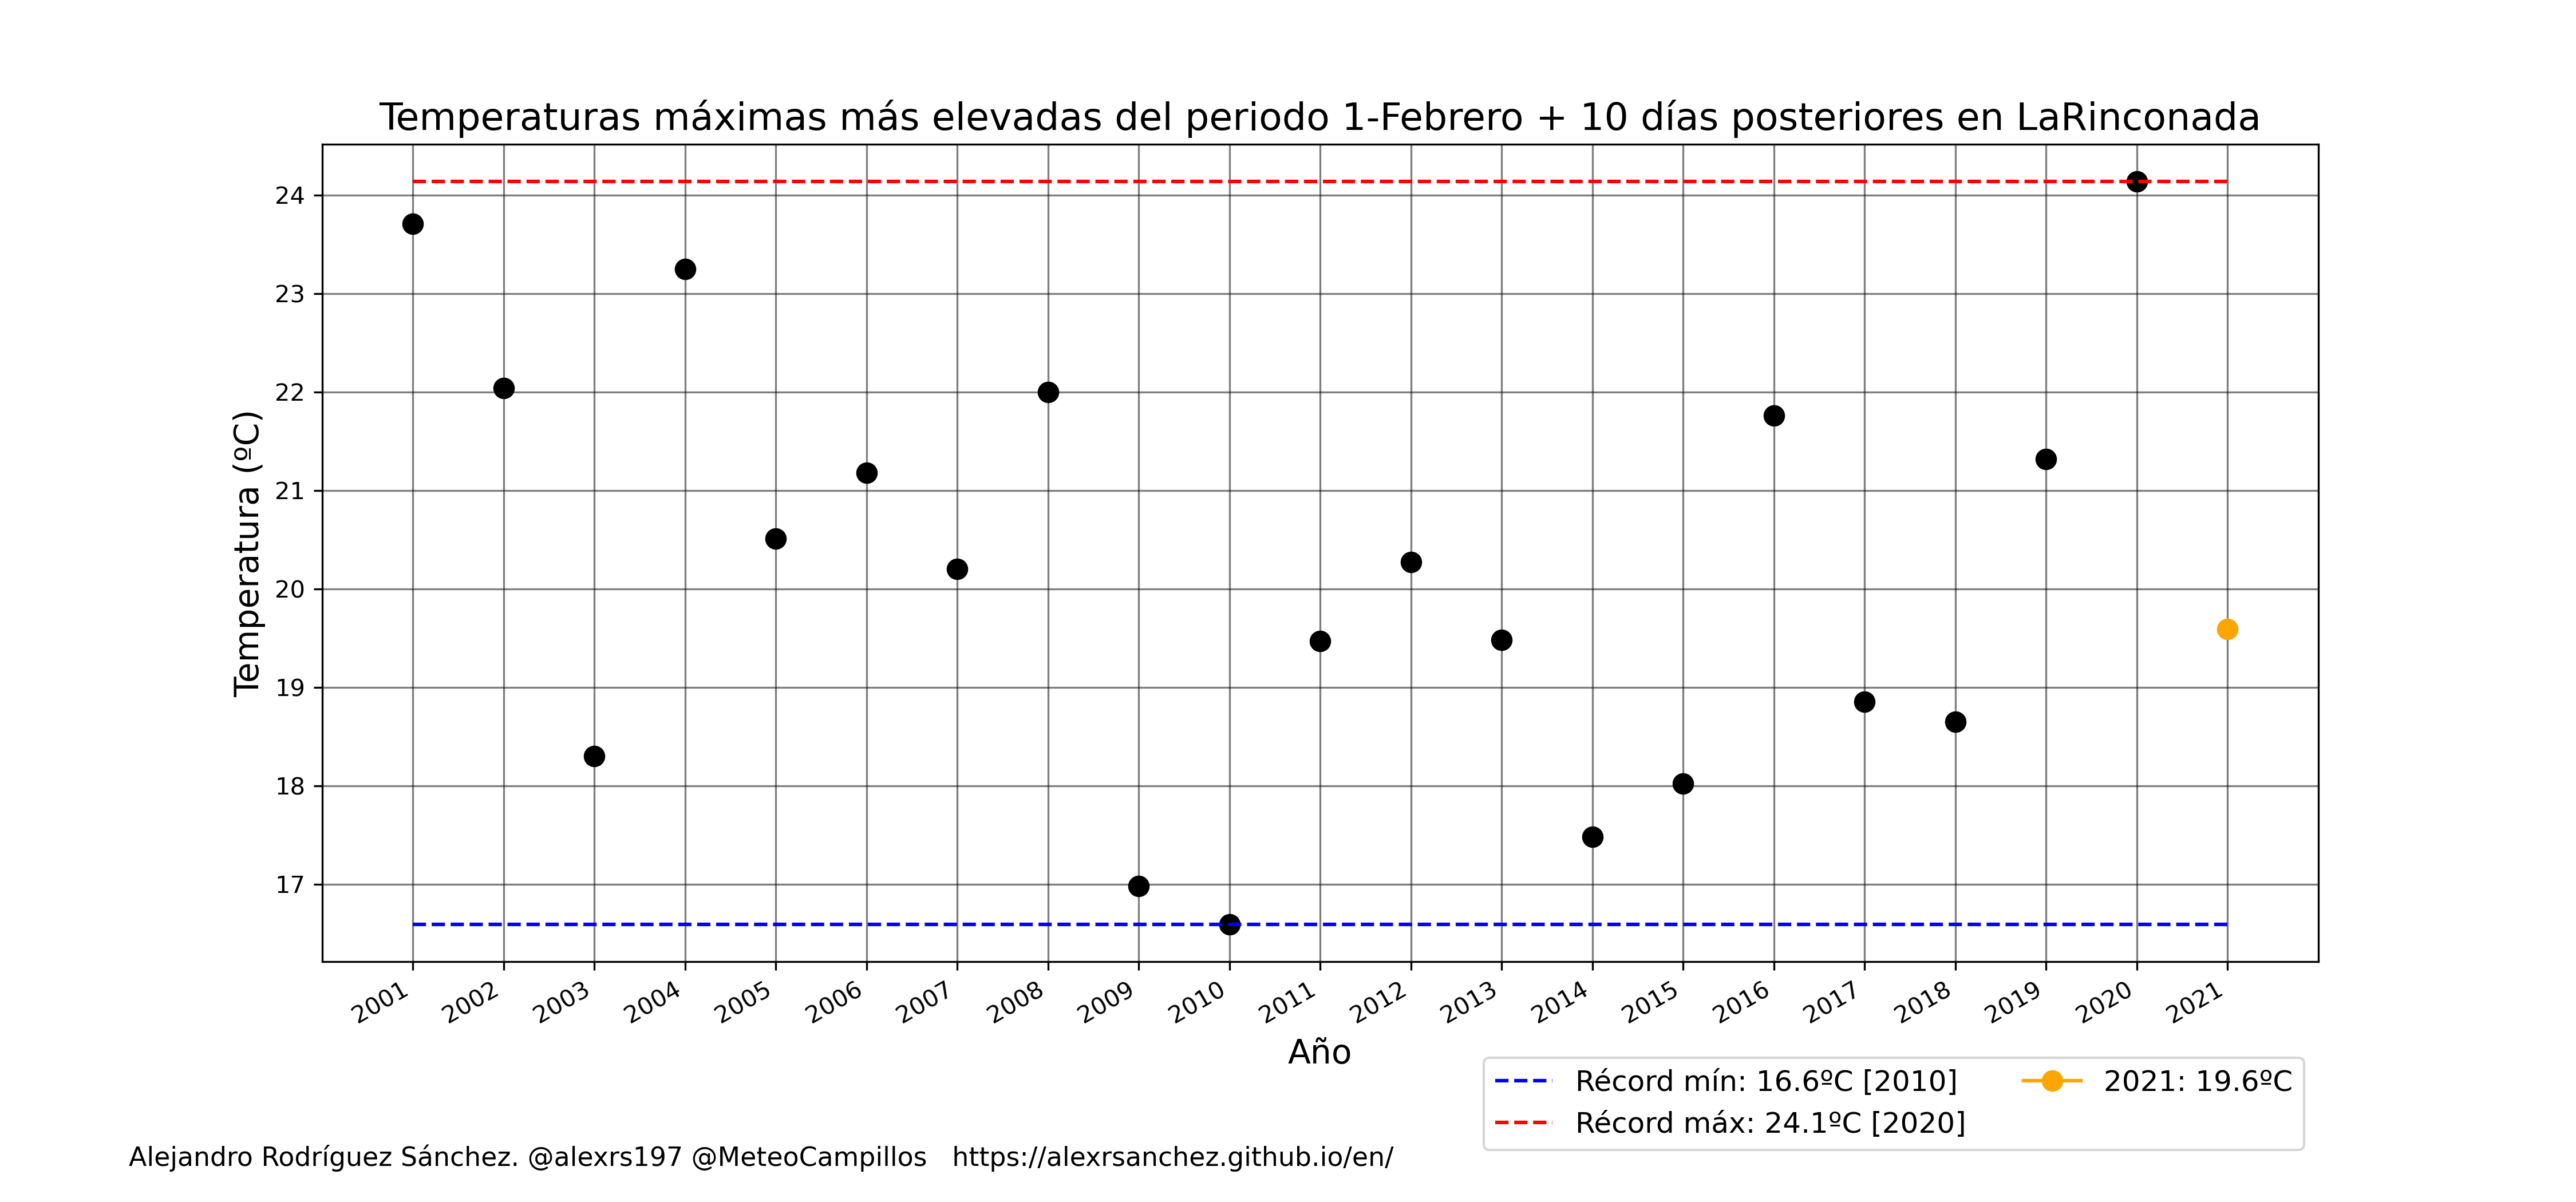 Temperaturas máximas más elevadas del periodo 1-Febrero + 10 días posteriores en LaRinconada
Temperatura (ºC)
24
23
22
21
20
19
18
17
2001 2002 2003 2004 2005 2006 2007 2008 2009 2010 2011 2012 2013 2014 2015 2016 2017 2018 2019 2020 2021
Año
Récord mín: 16.6ºC [2010]
Récord máx: 24.1ºC [2020]
2021: 19.6ºC
Alejandro Rodríguez Sánchez. @alexrs197 @MeteoCampillos https://alexrsanchez.github.io/en/